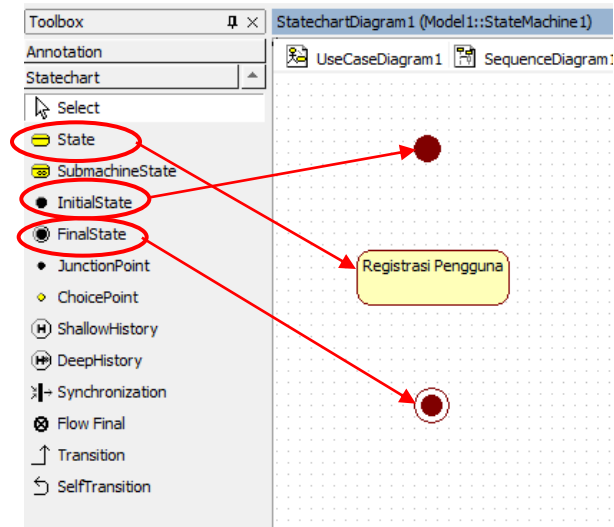 Toolbox
StatechartDiagram1 (Model1::StateMachine1)
Annotation
UseCaseDiagram1 SequenceDiagram1
Statechart
Select
State
SubmachineState
InitialState
FinalState
JunctionPoint
ChoicePoint
H ShallowHistory
H* DeepHistory
Synchronization
Flow Final
Transition
SelfTransition
Registrasi Pengguna